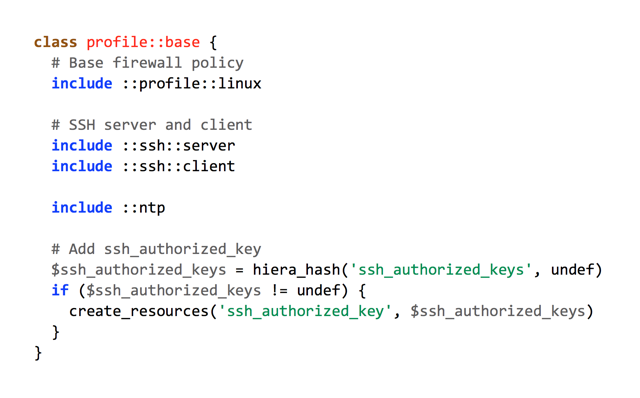 class profile::base {
  # Base firewall policy
  include ::profile::linux

  # SSH server and client
  include ::ssh::server
  include ::ssh::client

  include ::ntp

  # Add ssh_authorized_key
  $ssh_authorized_keys = hiera_hash('ssh_authorized_keys', undef)
  if ($ssh_authorized_keys != undef) {
    create_resources('ssh_authorized_key', $ssh_authorized_keys)
  }
}